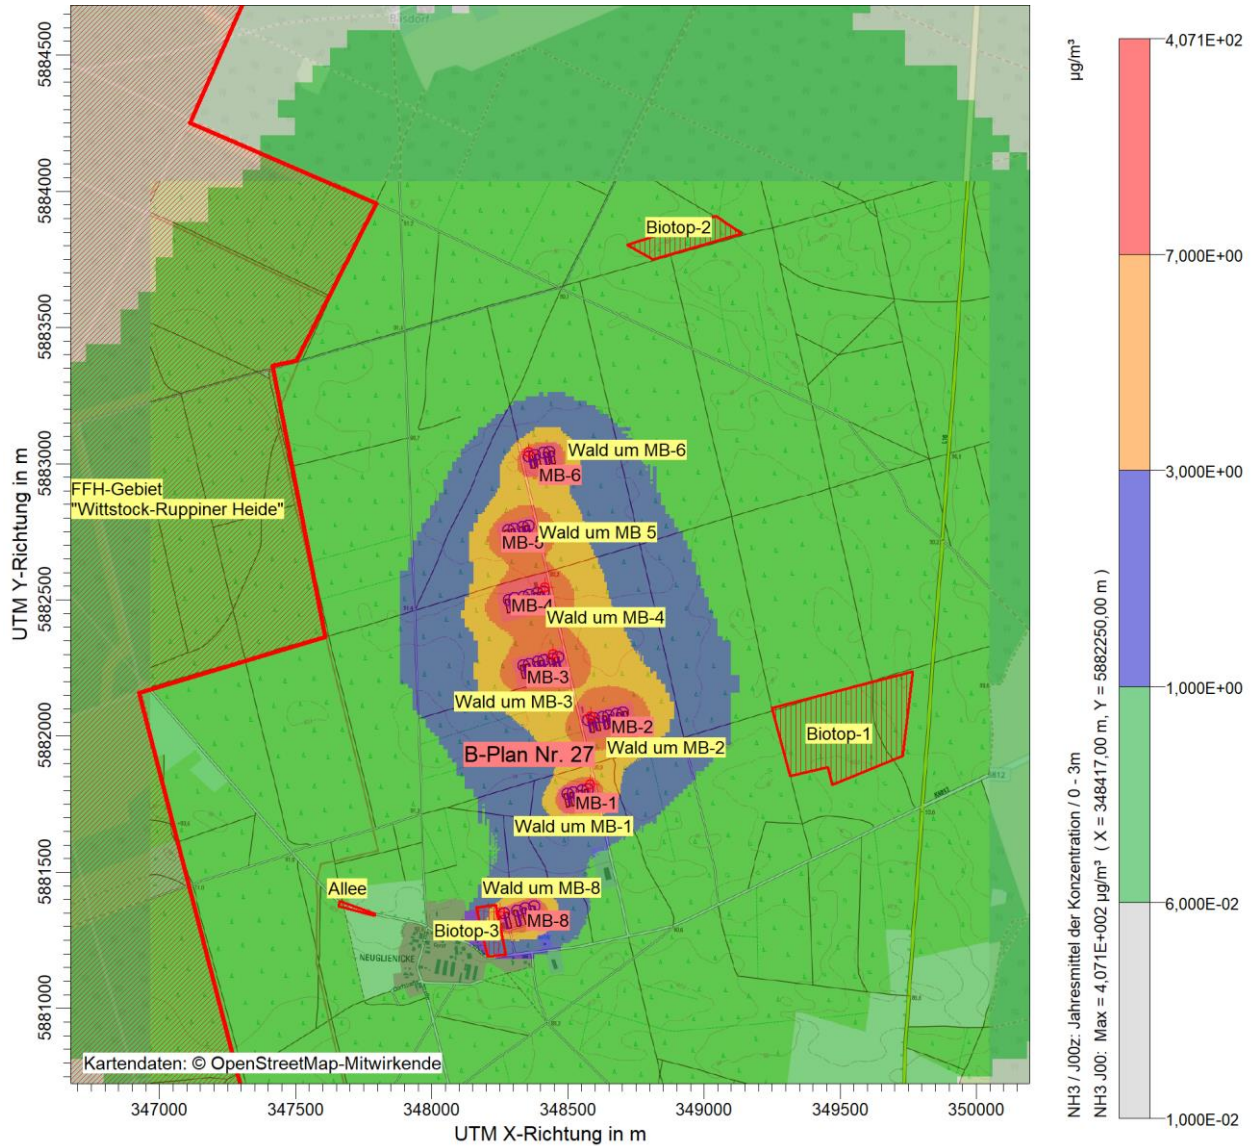 µg/m³
4,071E+02
7,000E+00
3,000E+00
1,000E+00
6,000E-02
1,000E-02
NH3 / J00z: Jahresmittel der Konzentration / 0 - 3m
NH3 J00: Max = 4,071E+002 µg/m³ ( X = 348417,00 m, Y = 5882250,00 m )
UTM Y-Richtung in m
5884500
5884000
5883500
5883000
5882500
5882000
5881500
5881000
Biotop-2
Wald um MB-6
MB-6
FFH-Gebiet
"Wittstock-Ruppiner Heide"
Wald um MB 5
MB-5
MB-4
Wald um MB-4
MB-3
Wald um MB-3
MB-2
Wald um MB-2
Biotop-1
B-Plan Nr. 27
MB-1
Wald um MB-1
Allee
Wald um MB-8
MB-8
Biotop-3
NEUGLIENICKE
Kartendaten: © OpenStreetMap-Mitwirkende
347000
347500
348000
348500
349000
349500
350000
UTM X-Richtung in m